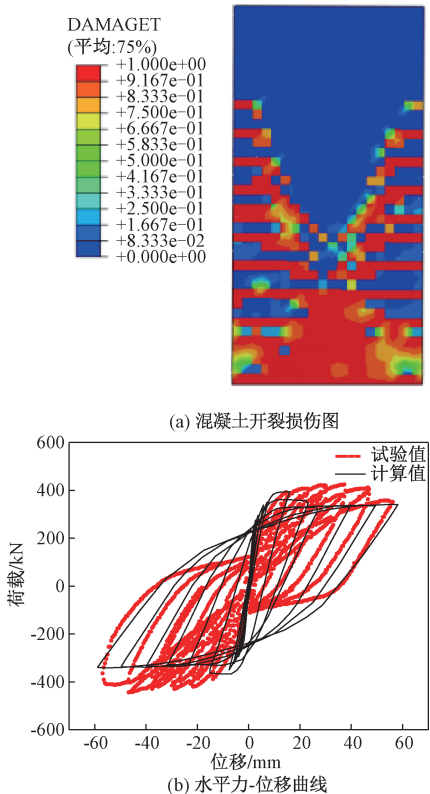 DAMAGET
(平均:75%)
+1.000e+00
+9.167e−01
+8.333e−01
+7.500e−01
+6.667e−01
+5.833e−01
+5.000e−01
+4.167e−01
+3.333e−01
+2.500e−01
+1.667e−01
+8.333e−02
+0.000e+00
(a) 混凝土开裂损伤图
600
400
200
0
-200
-400
-600
荷载/kN
试验值
计算值
-60 -40 -20 0 20 40 60
位移/mm
(b) 水平力-位移曲线